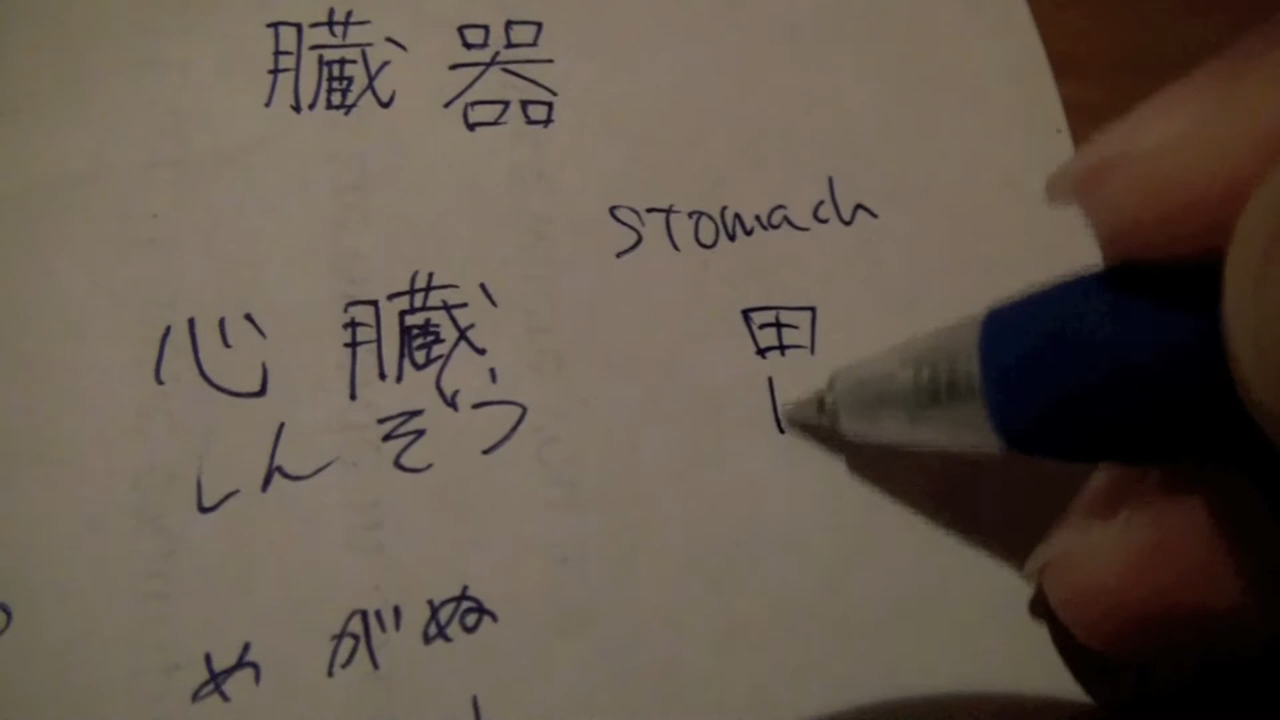 臓器
stomach
心臓
しんぞう
めがぬ